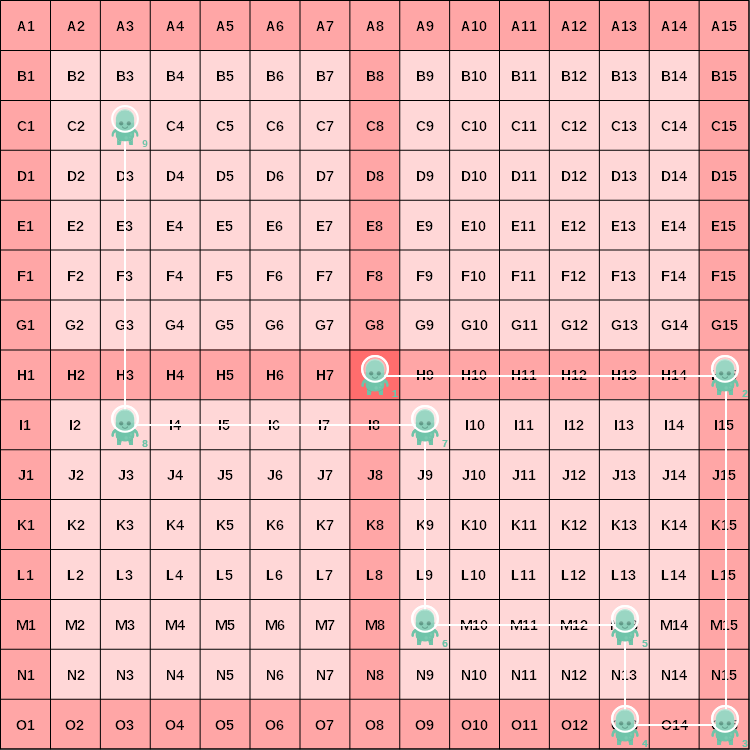 A1 A2 A3 A4 A5 A6 A7 A8 A9 A10 A11 A12 A13 A14 A15
B1 B2 B3 B4 B5 B6 B7 B8 B9 B10 B11 B12 B13 B14 B15
C1 C2 9 C4 C5 C6 C7 C8 C9 C10 C11 C12 C13 C14 C15
D1 D2 D3 D4 D5 D6 D7 D8 D9 D10 D11 D12 D13 D14 D15
E1 E2 E3 E4 E5 E6 E7 E8 E9 E10 E11 E12 E13 E14 E15
F1 F2 F3 F4 F5 F6 F7 F8 F9 F10 F11 F12 F13 F14 F15
G1 G2 G3 G4 G5 G6 G7 G8 G9 G10 G11 G12 G13 G14 G15
H1 H2 H3 H4 H5 H6 H7 1 H9 H10 H11 H12 H13 H14 2
I1 I2 8 I4 I5 I6 I7 I8 7 I10 I11 I12 I13 I14 I15
J1 J2 J3 J4 J5 J6 J7 J8 J9 J10 J11 J12 J13 J14 J15
K1 K2 K3 K4 K5 K6 K7 K8 K9 K10 K11 K12 K13 K14 K15
L1 L2 L3 L4 L5 L6 L7 L8 L9 L10 L11 L12 L13 L14 L15
M1 M2 M3 M4 M5 M6 M7 M8 6 M10 M11 M12 5 M14 M15
N1 N2 N3 N4 N5 N6 N7 N8 N9 N10 N11 N12 N13 N14 N15
O1 O2 O3 O4 O5 O6 O7 O8 O9 O10 O11 O12 4 O14 3